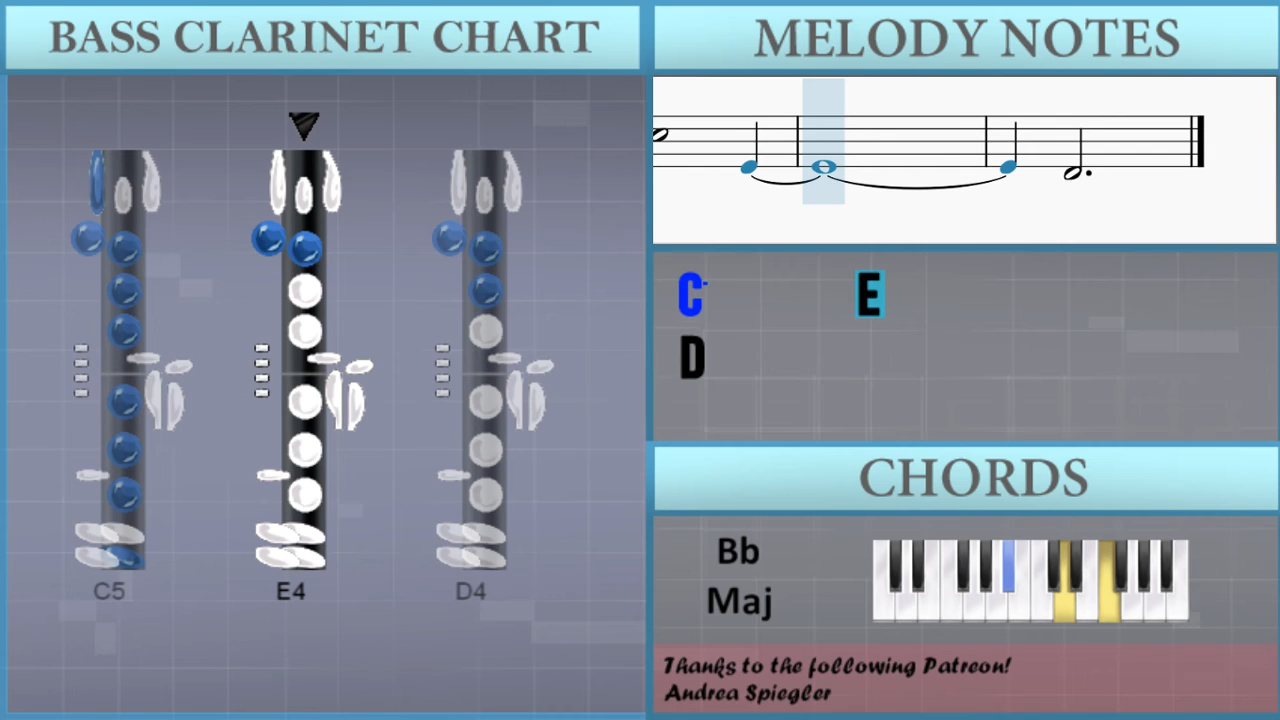 BASS CLARINET CHART
C5 E4 D4
MELODY NOTES
C- E
D
CHORDS
Bb
Maj
Thanks to the following Patreon!
Andrea Spiegler